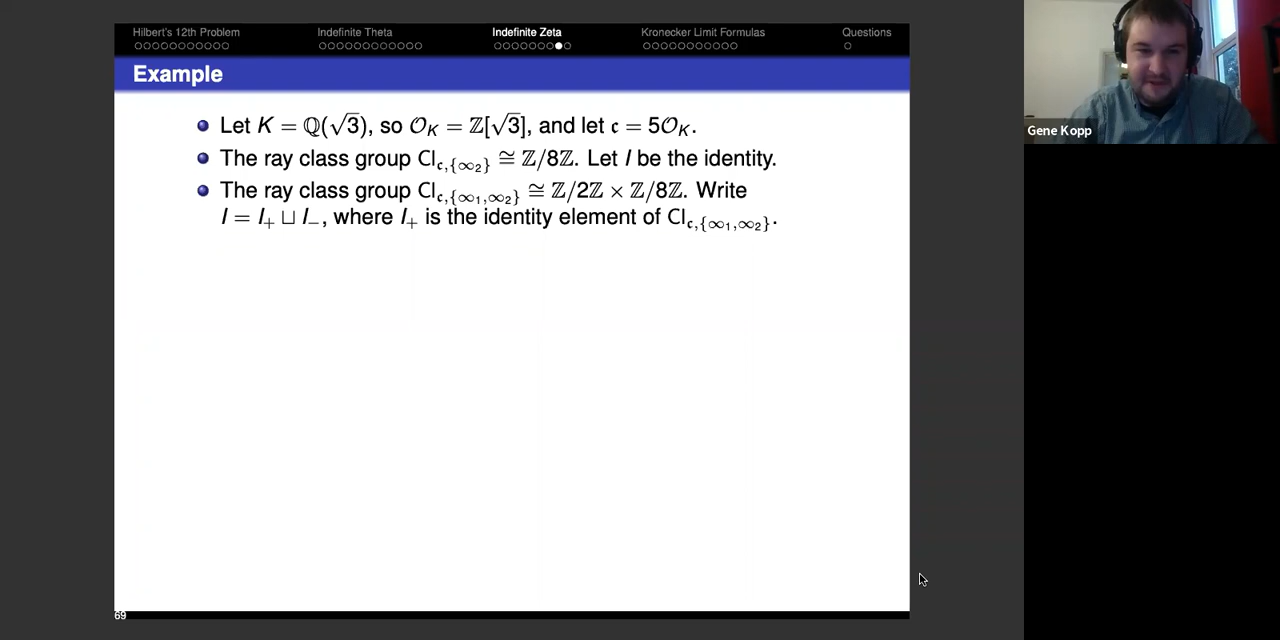 Hilbert's 12th Problem Indefinite Theta Indefinite Zeta Kronecker Limit Formulas Questions
Example
Let K = ℚ(√3), so 𝒪_K = ℤ[√3], and let 𝔠 = 5𝒪_K.
The ray class group Cl_{𝔠,{∞₂}} ≅ ℤ/8ℤ. Let I be the identity.
The ray class group Cl_{𝔠,{∞₁,∞₂}} ≅ ℤ/2ℤ × ℤ/8ℤ. Write
I = I₊ ⊔ I₋, where I₊ is the identity element of Cl_{𝔠,{∞₁,∞₂}}.
Gene Kopp
69